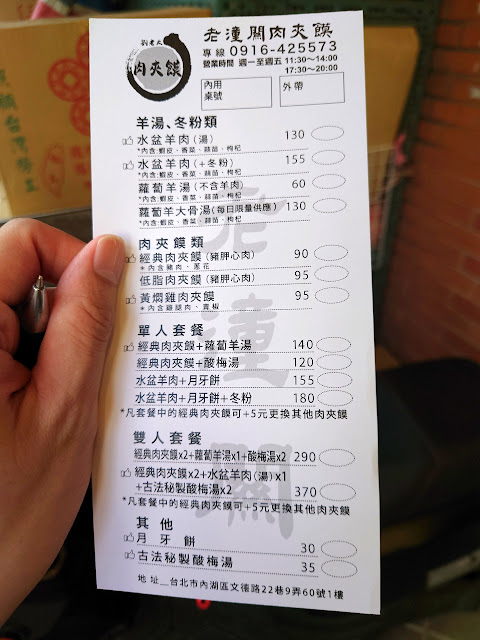 劉老大
肉夾饃
老潼關肉夾饃
專線 0916-425573
營業時間 週一至週五 11:30～14:00
17:30～20:00
內用
桌號
外帶
羊湯、冬粉類
水盆羊肉(湯) 130
*內含:蝦皮、香菜、蒜苗、枸杞
水盆羊肉(+冬粉) 155
*內含:蝦皮、香菜、蒜苗、枸杞
蘿蔔羊湯(不含羊肉) 60
*內含:蝦皮、香菜、蒜苗、枸杞
蘿蔔羊大骨湯(每日限量供應) 130
*內含:蝦皮、香菜、蒜苗、枸杞
肉夾饃類
經典肉夾饃(豬胛心肉) 90
*內含豬肉、蔥花
低脂肉夾饃(豬胛心肉) 95
黃燜雞肉夾饃 95
*內含雞腿肉、青椒
單人套餐
經典肉夾饃+蘿蔔羊湯 140
經典肉夾饃+酸梅湯 120
水盆羊肉+月牙餅 155
水盆羊肉+月牙餅+冬粉 180
*凡套餐中的經典肉夾饃可+5元更換其他肉夾饃
雙人套餐
經典肉夾饃x2+蘿蔔羊湯x1+酸梅湯x2 290
經典肉夾饃x2+水盆羊肉(湯)x1
+古法秘製酸梅湯x2 370
*凡套餐中的經典肉夾饃可+5元更換其他肉夾饃
其他
月牙餅 30
古法秘製酸梅湯 35
地址__台北市內湖區文德路22巷9弄60號1樓
老潼關